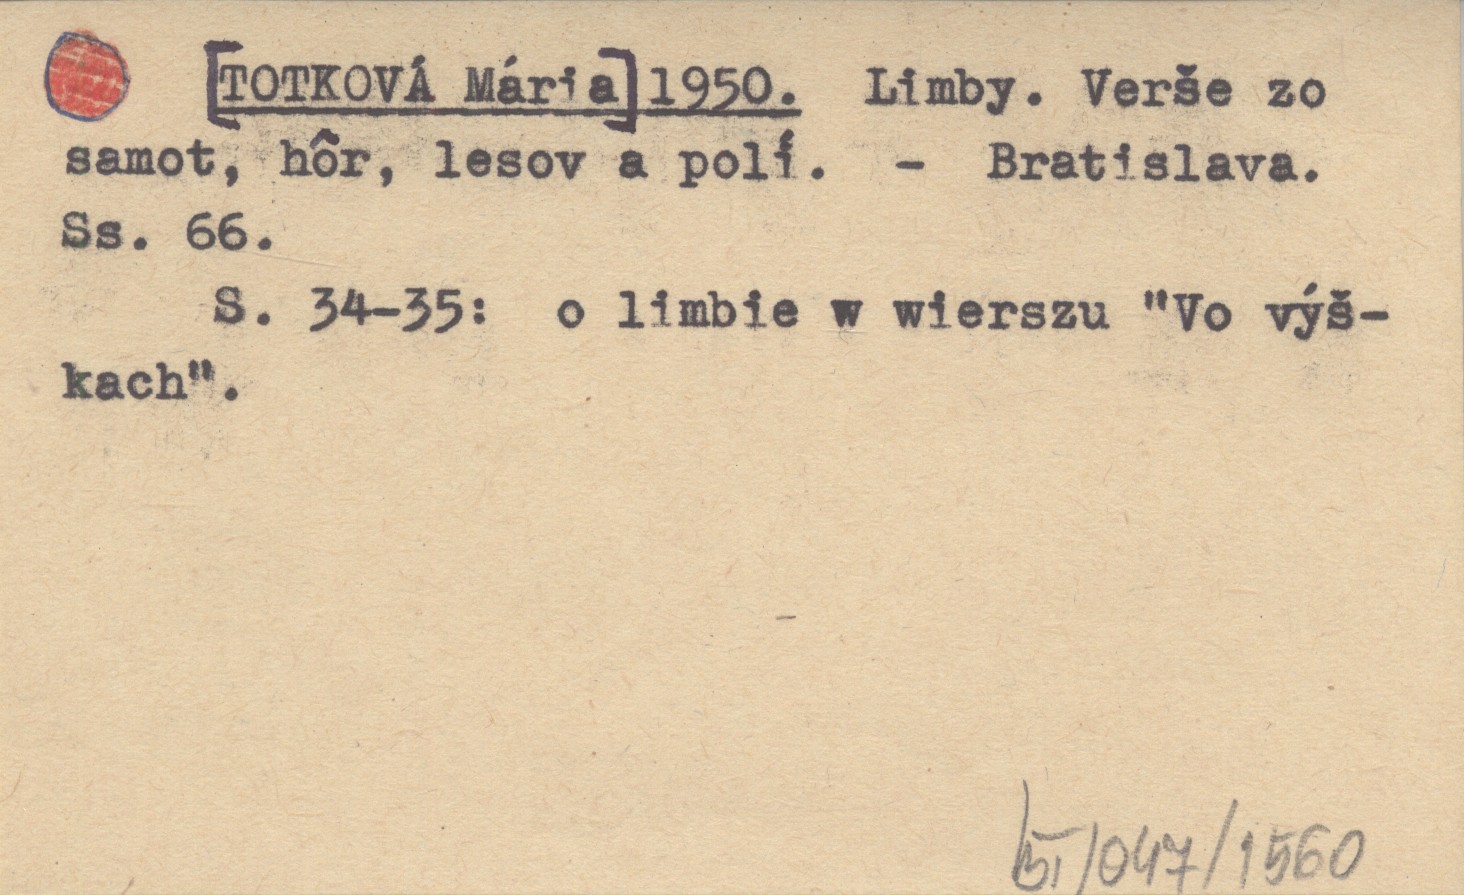 [TOTKOVÁ Mária] 1950. Limby. Verše zo
samot, hôr, lesov a polí. - Bratislava.
Ss. 66.
S. 34-35: o limbie w wierszu "Vo výš-
kach".
/047/1560